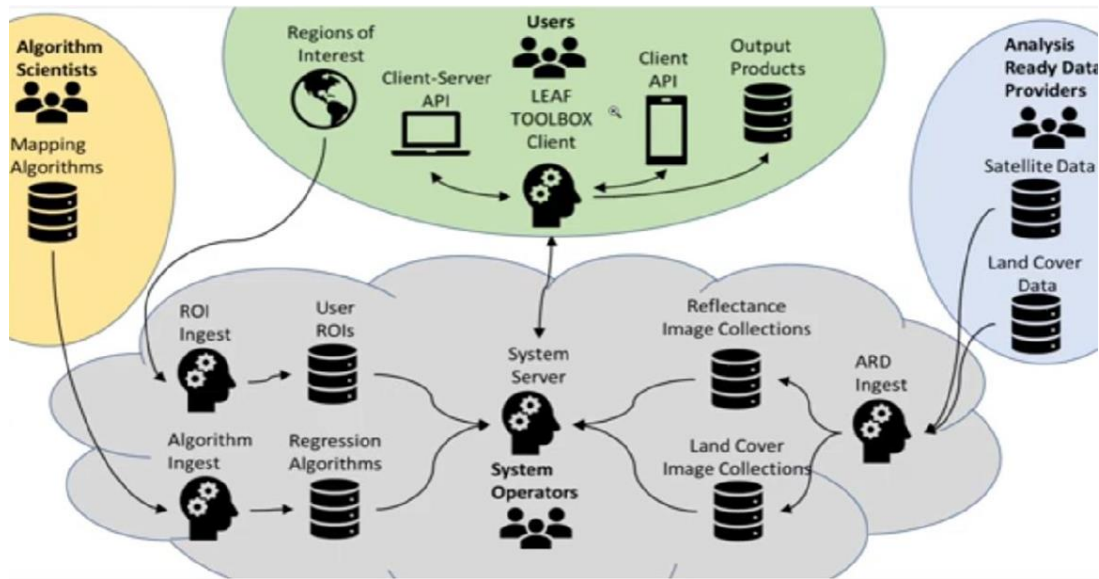 Algorithm
Scientists
Mapping
Algorithms
Regions of
Interest
Client-Server
API
Users
LEAF
TOOLBOX
Client
Client
API
Output
Products
Analysis
Ready Data
Providers
Satellite Data
Land Cover
Data
ROI
Ingest
User
ROIs
Algorithm
Ingest
Regression
Algorithms
System
Server
System
Operators
Reflectance
Image Collections
Land Cover
Image Collections
ARD
Ingest